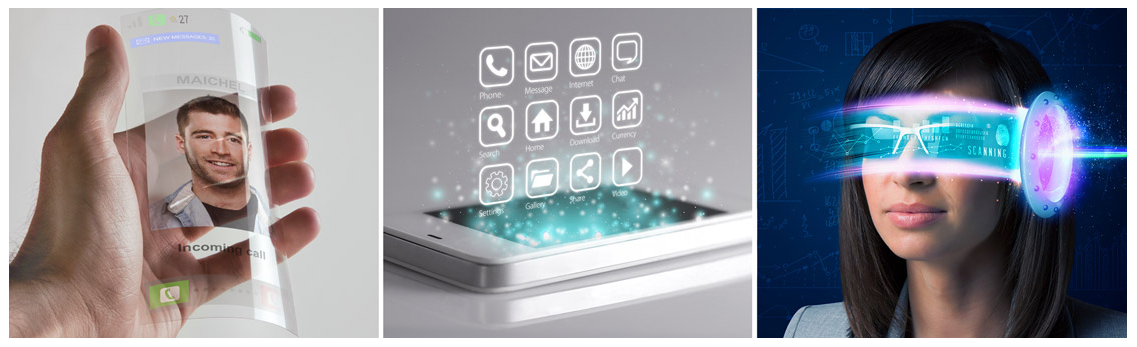 27
NEW MESSAGES
MAICHEL
Incoming call
Phone
Message
Internet
Chat
Search
Home
Download
Currency
Settings
Gallery
Share
Video
SCANNING